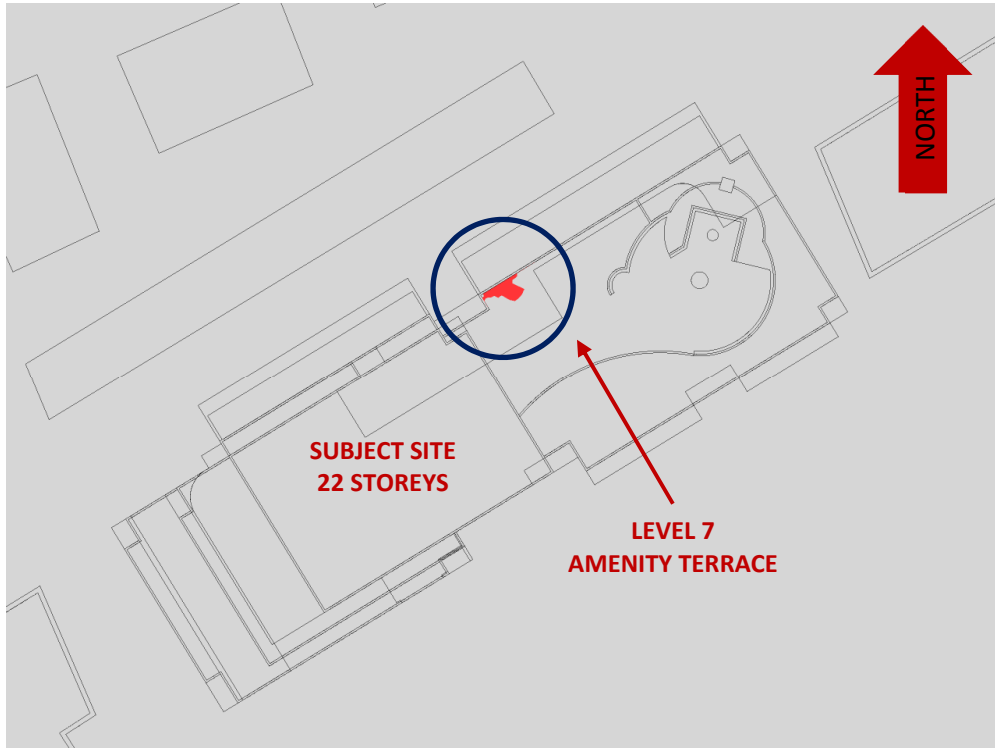 NORTH
SUBJECT SITE
22 STOREYS
LEVEL 7
AMENITY TERRACE